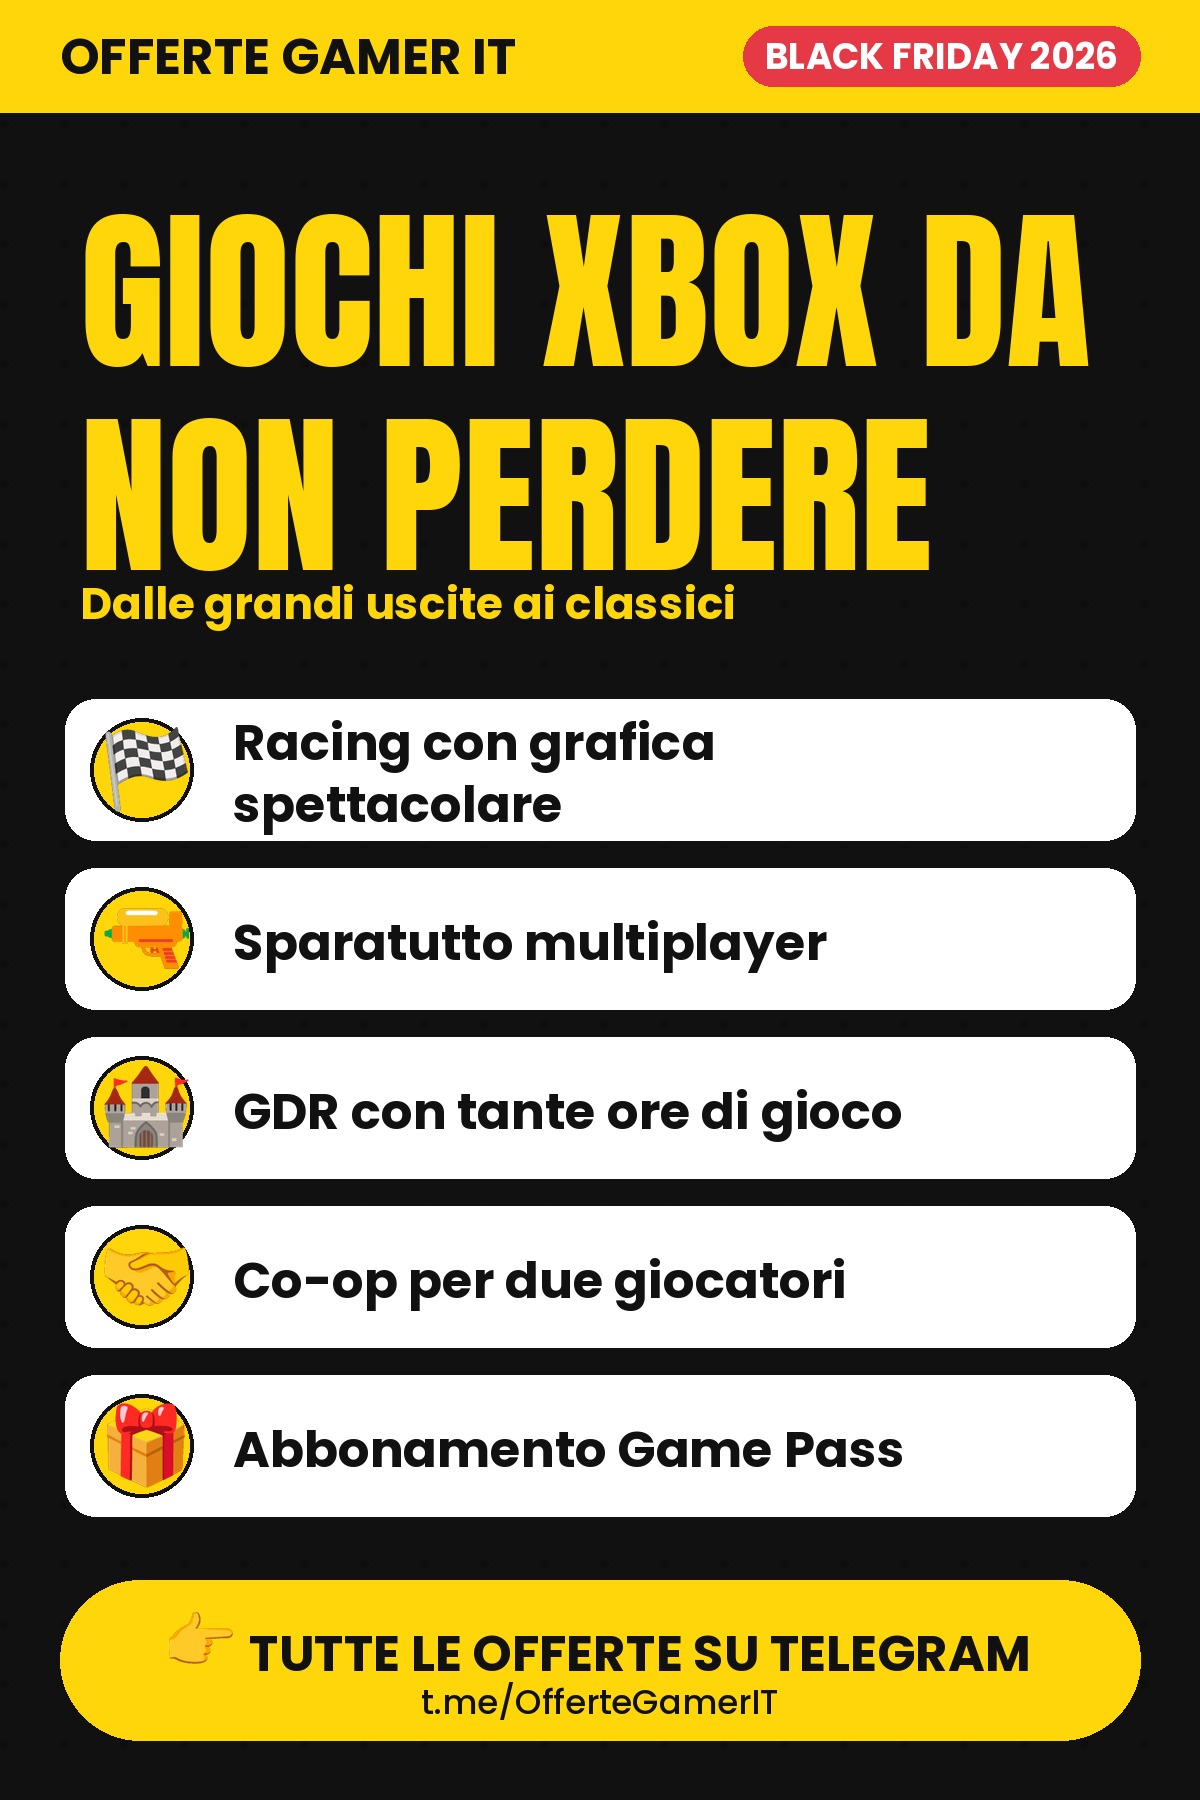 OFFERTE GAMER IT
BLACK FRIDAY 2026
GIOCHI XBOX DA
NON PERDERE
Dalle grandi uscite ai classici
Racing con grafica
spettacolare
Sparatutto multiplayer
GDR con tante ore di gioco
Co-op per due giocatori
Abbonamento Game Pass
👉 TUTTE LE OFFERTE SU TELEGRAM
t.me/OfferteGamerIT